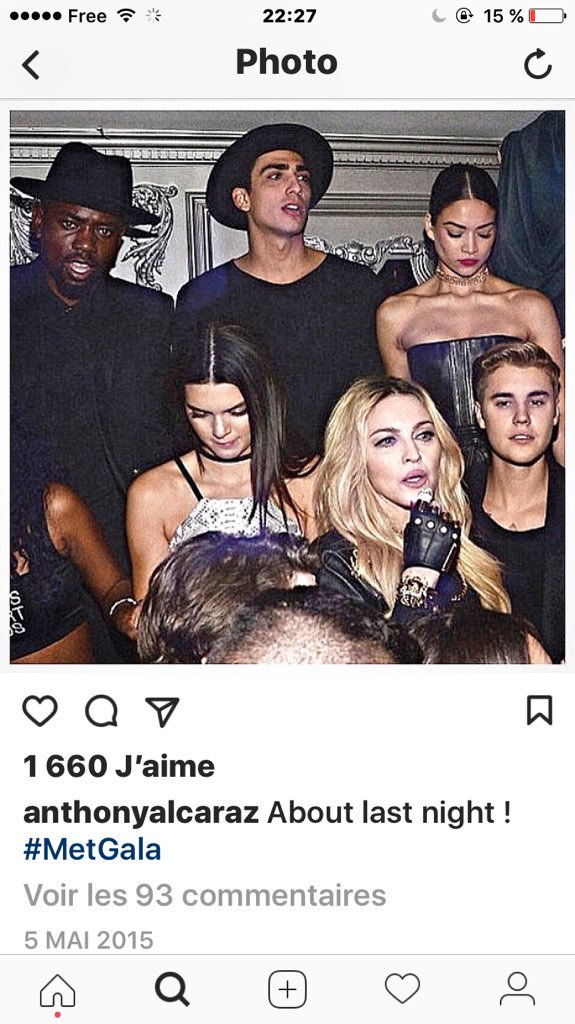 Free 22:27 15 %
Photo
1 660 J’aime
anthonyalcaraz About last night !
#MetGala
Voir les 93 commentaires
5 MAI 2015